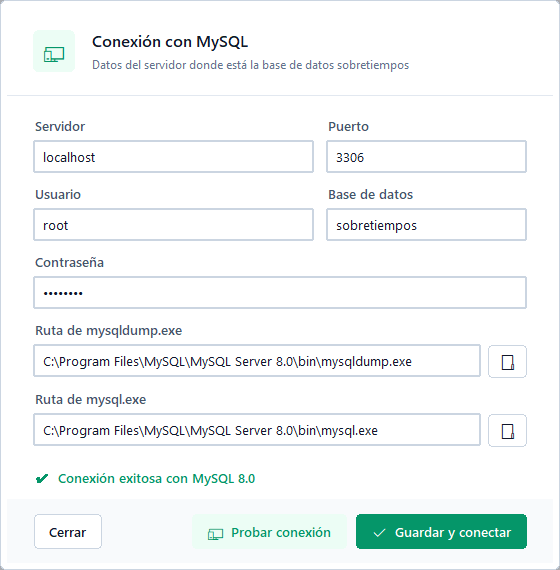 Conexión con MySQL
Datos del servidor donde está la base de datos sobretiempos
Servidor
Puerto
localhost
3306
Usuario
Base de datos
root
sobretiempos
Contraseña
••••••••
Ruta de mysqldump.exe
C:\Program Files\MySQL\MySQL Server 8.0\bin\mysqldump.exe
Ruta de mysql.exe
C:\Program Files\MySQL\MySQL Server 8.0\bin\mysql.exe
✔ Conexión exitosa con MySQL 8.0
Cerrar
Probar conexión
✓ Guardar y conectar